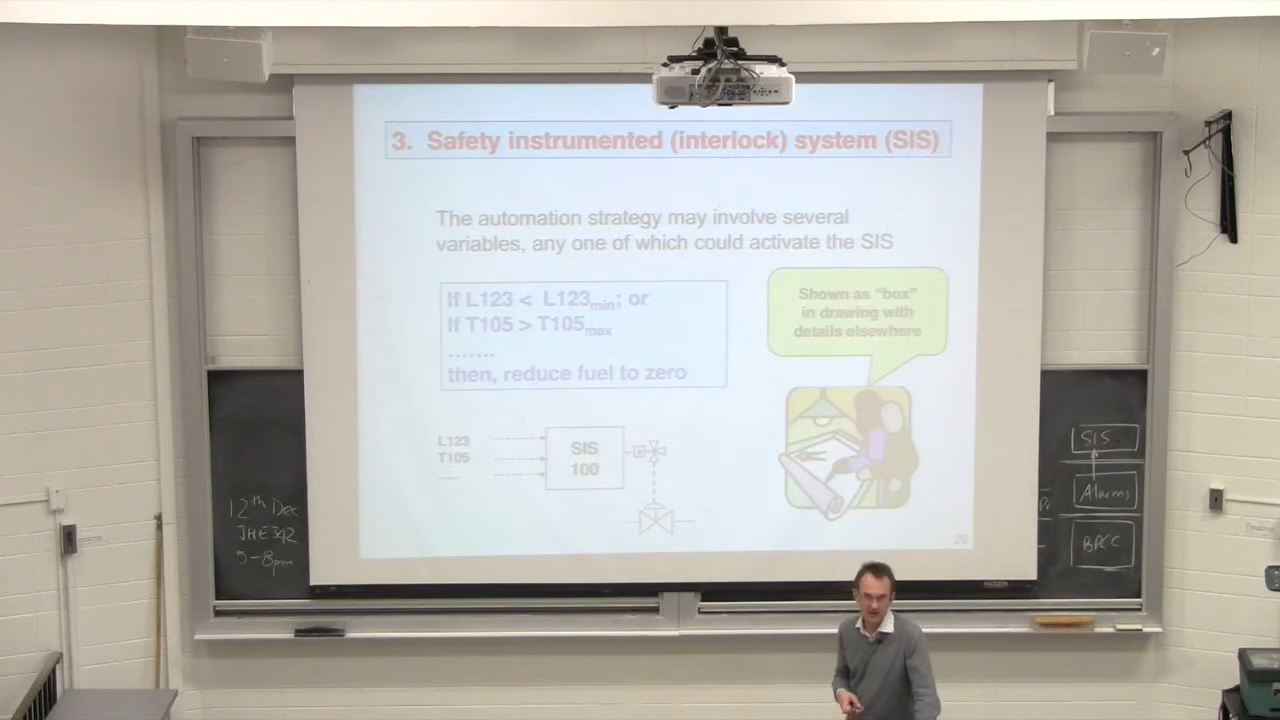 3. Safety instrumented (interlock) system (SIS)
The automation strategy may involve several
variables, any one of which could activate the SIS
If L123 < L123min; or
If T105 > T105max
.......
then, reduce fuel to zero
Shown as "box"
in drawing with
details elsewhere
L123
T105
.....
SIS
100
12th Dec
JHE342
5-8pm
SIS
Alarms
BPCC